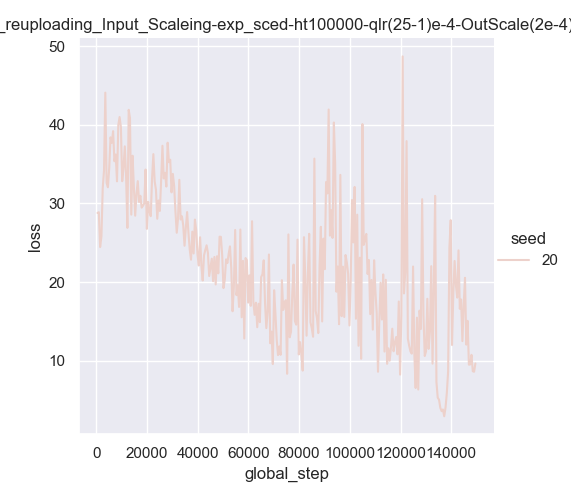 _reuploading_Input_Scaleing-exp_sced-ht100000-qlr(25-1)e-4-OutScale(2e-4)
50
40
30
20
10
loss
0 20000 40000 60000 80000 100000 120000 140000
global_step
seed
20